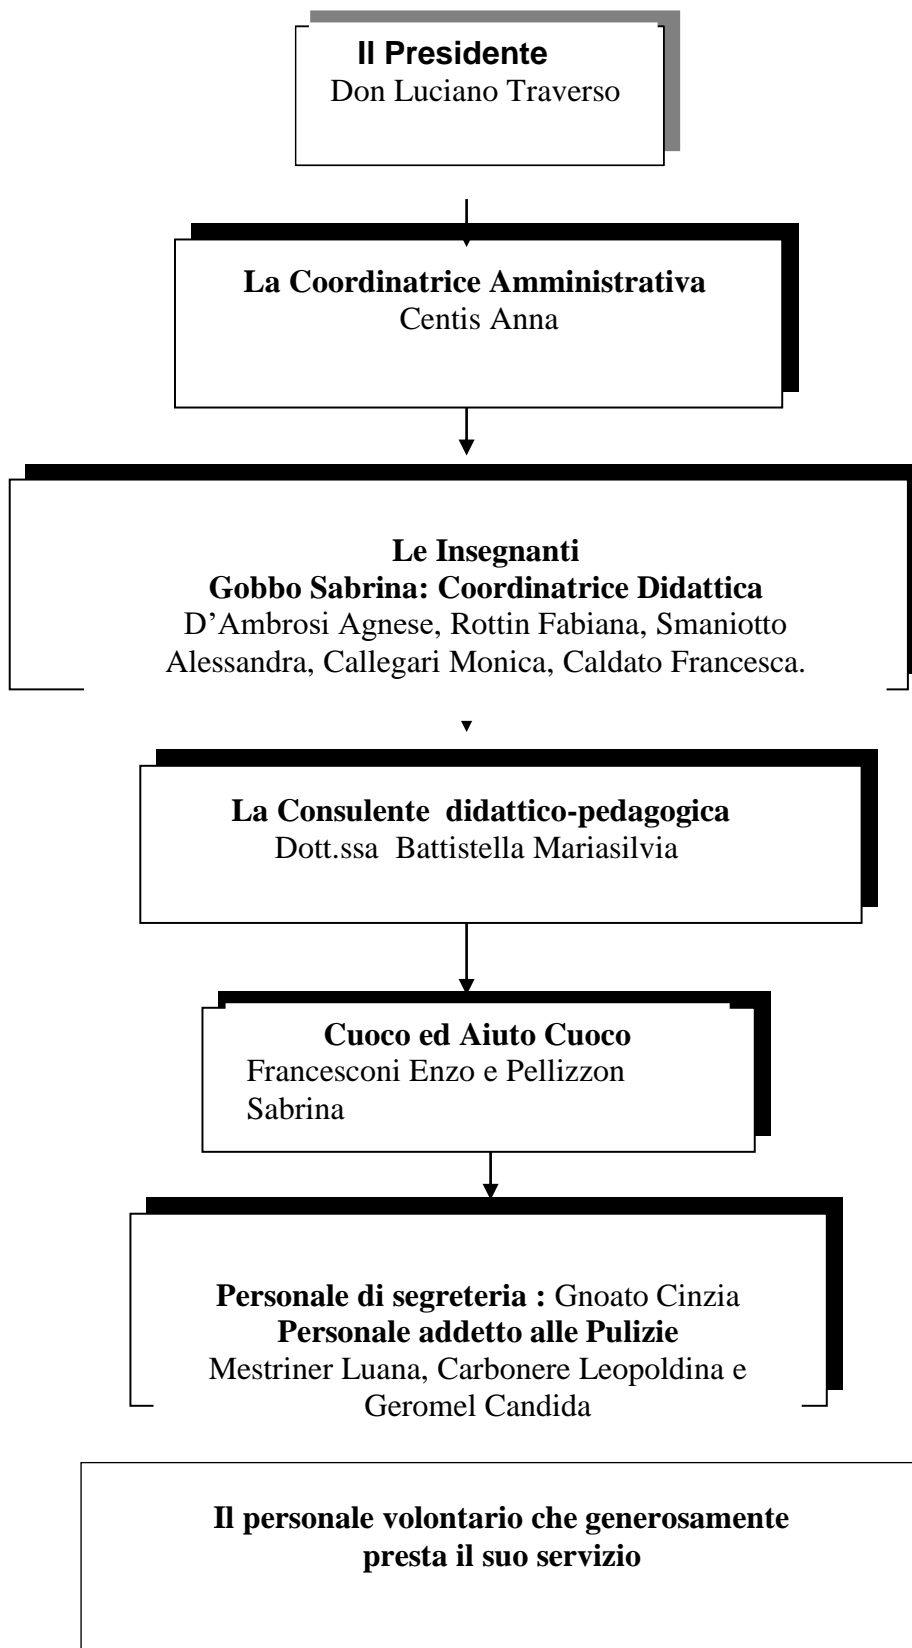 Il Presidente
Don Luciano Traverso
La Coordinatrice Amministrativa
Centis Anna
Le Insegnanti
Gobbo Sabrina: Coordinatrice Didattica
D’Ambrosi Agnese, Rottin Fabiana, Smaniotto
Alessandra, Callegari Monica, Caldato Francesca.
La Consulente didattico-pedagogica
Dott.ssa Battistella Mariasilvia
Cuoco ed Aiuto Cuoco
Francesconi Enzo e Pellizzon
Sabrina
Personale di segreteria : Gnoato Cinzia
Personale addetto alle Pulizie
Mestriner Luana, Carbonere Leopoldina e
Geromel Candida
Il personale volontario che generosamente
presta il suo servizio